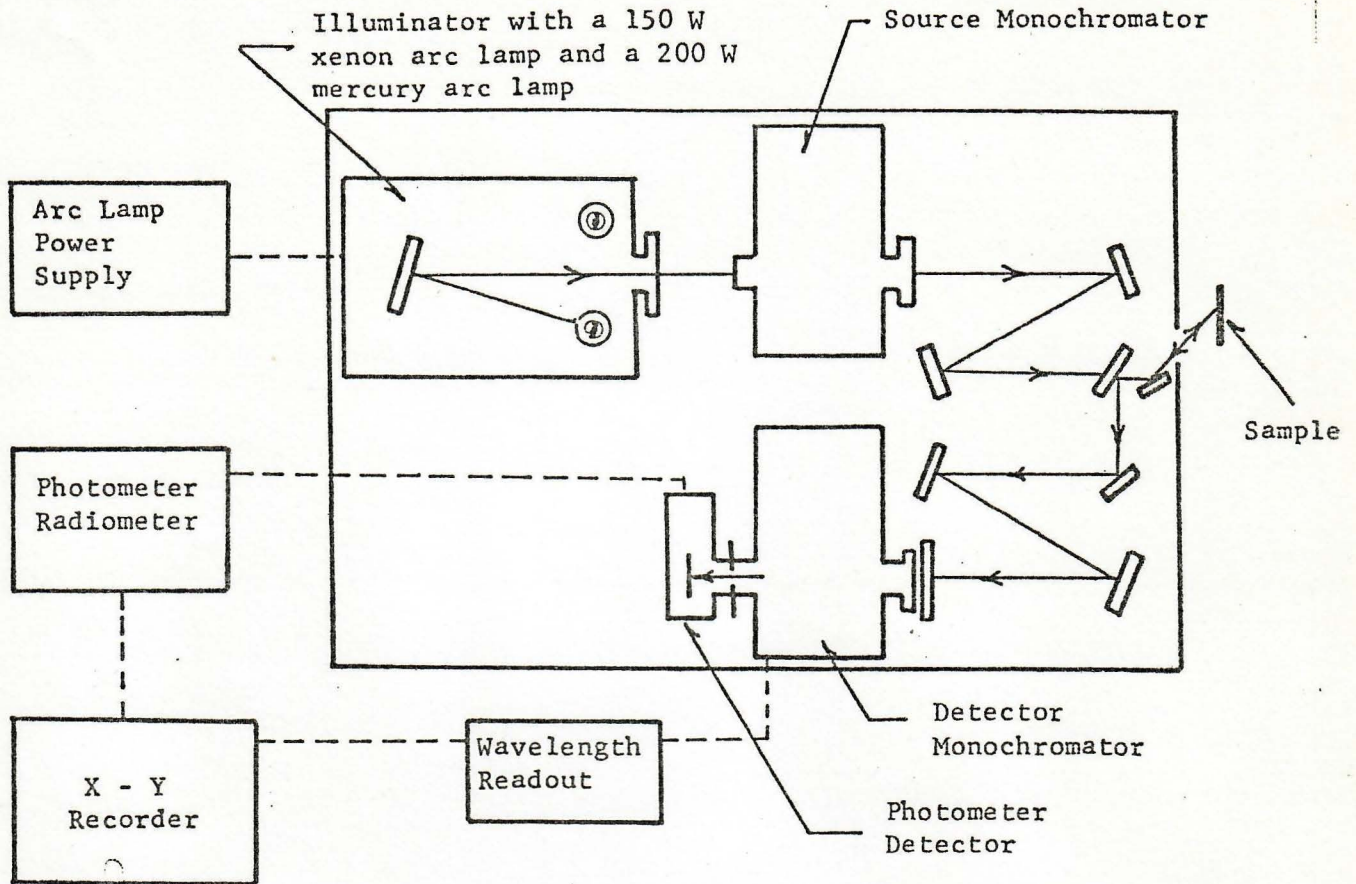 Illuminator with a 150 W
xenon arc lamp and a 200 W
mercury arc lamp
Source Monochromator
Arc Lamp
Power
Supply
Sample
Photometer
Radiometer
Detector
Monochromator
Wavelength
Readout
X - Y
Recorder
Photometer
Detector